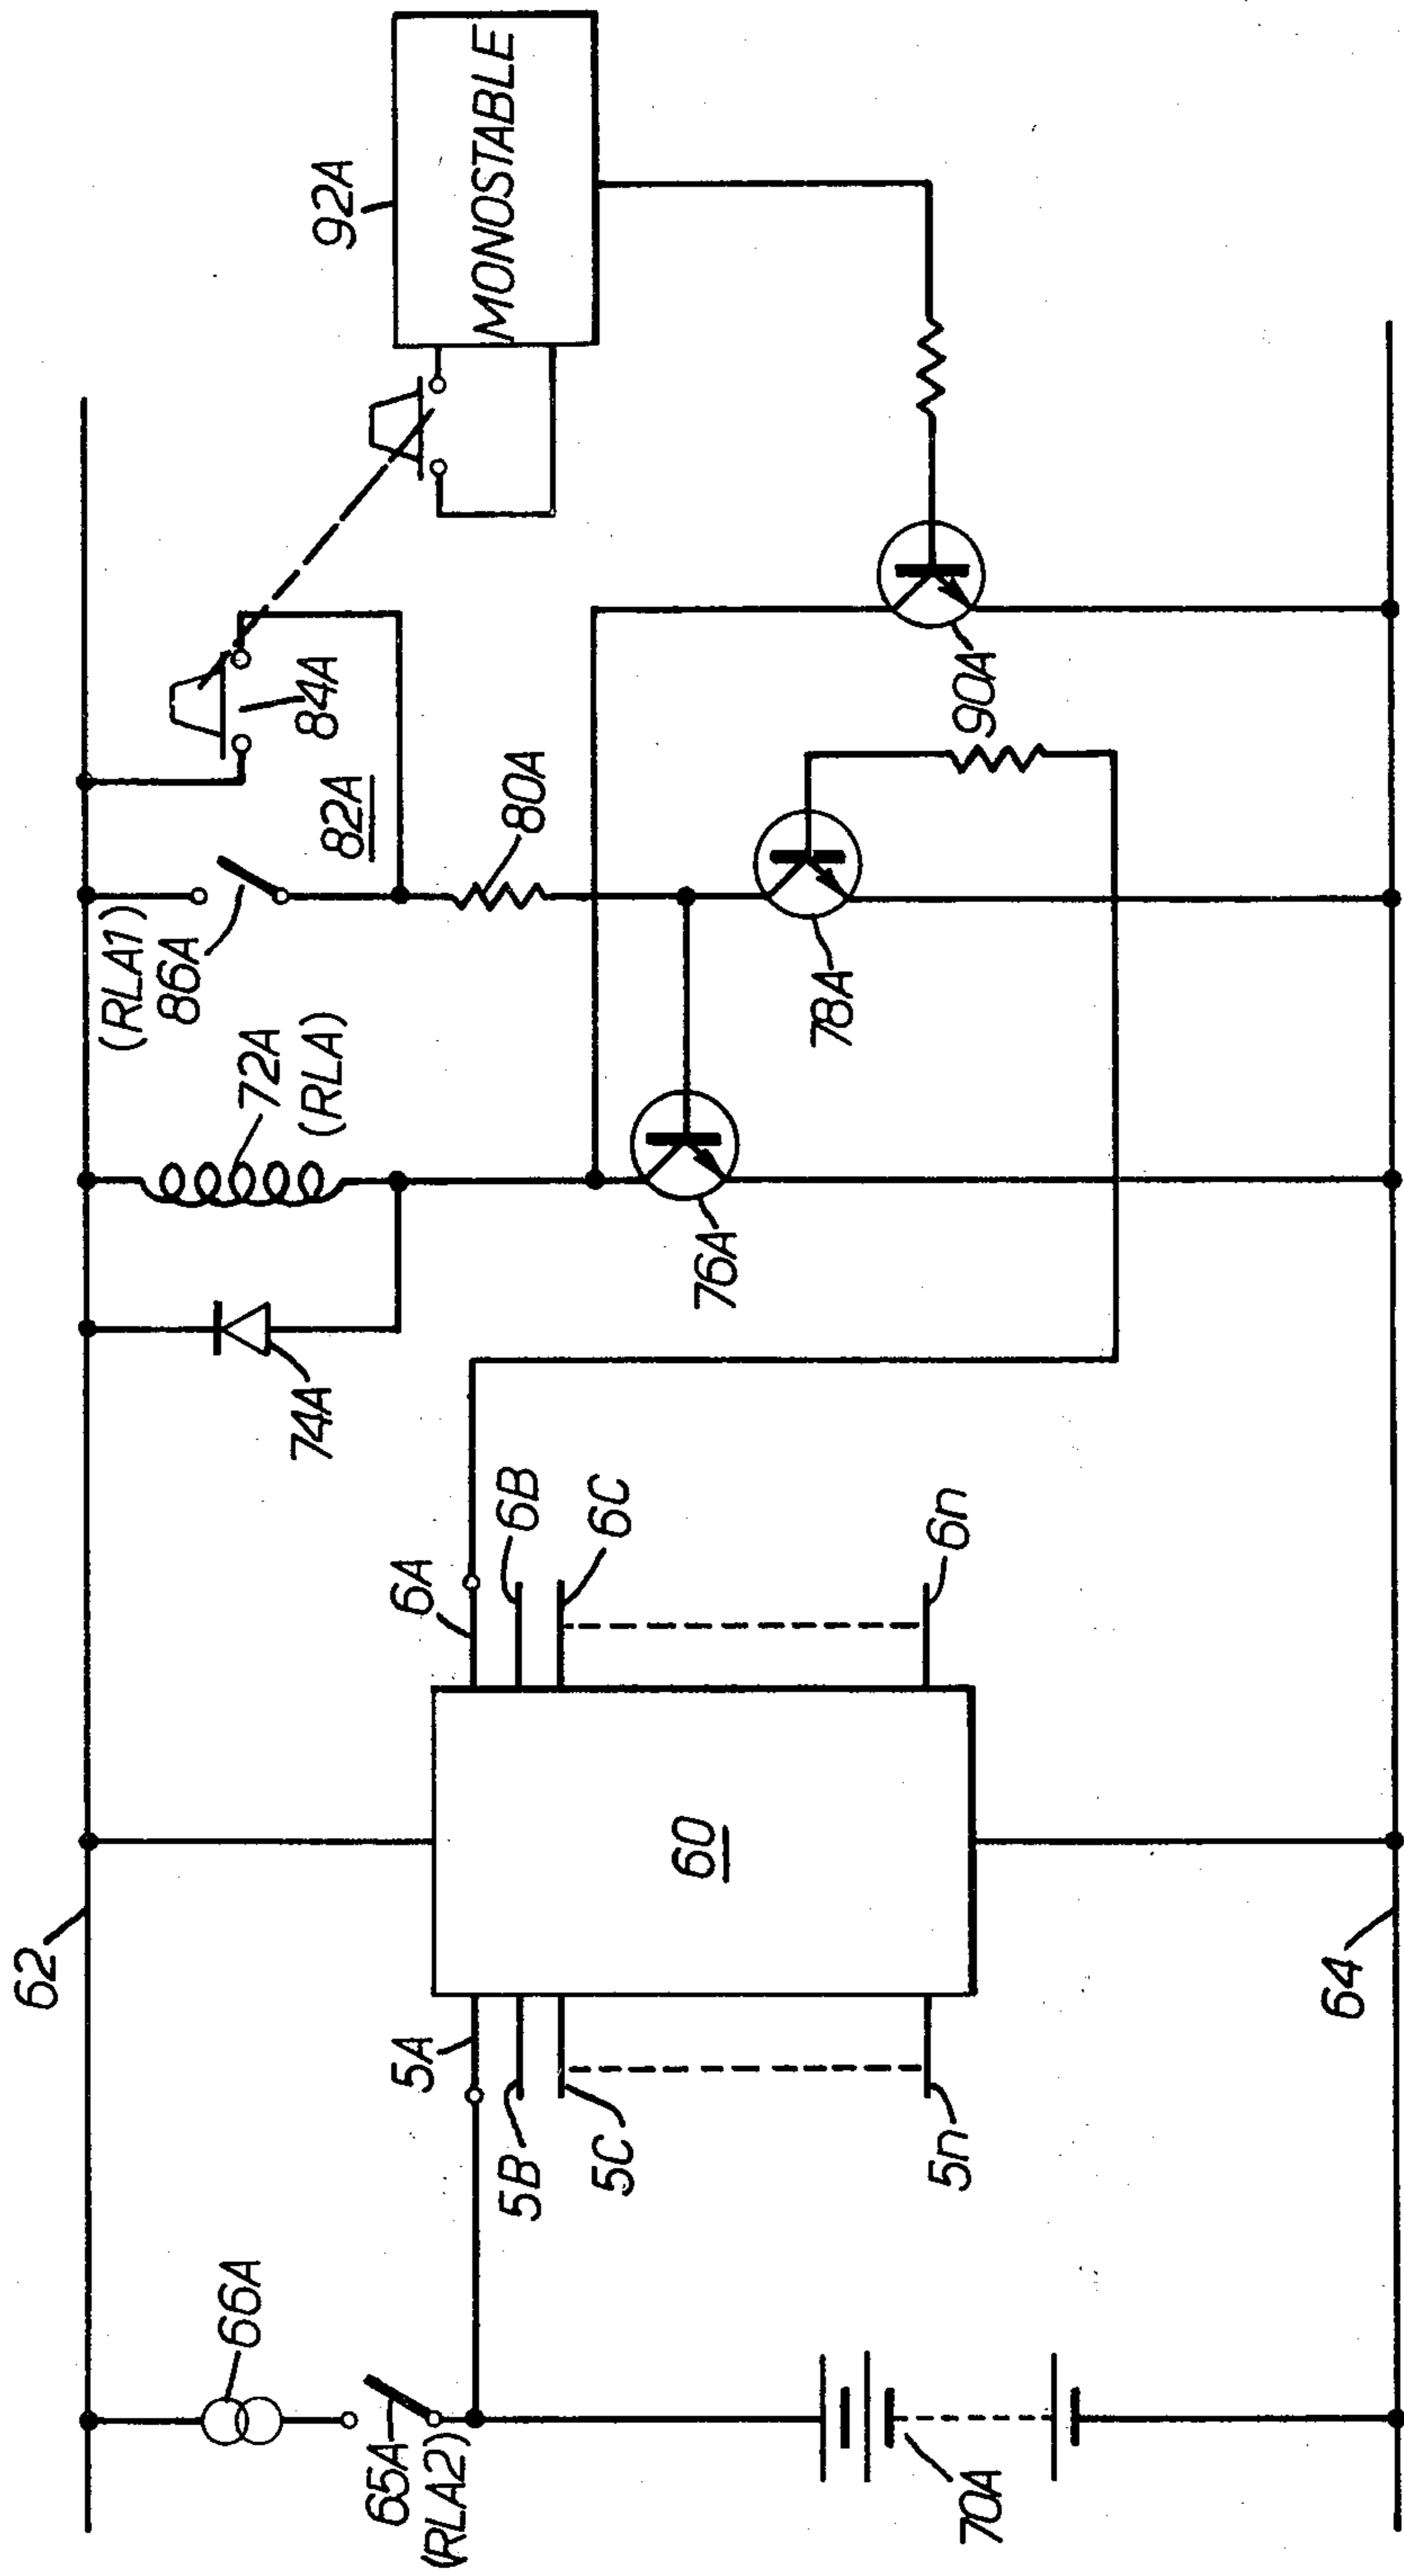 62
66A
65A
(RLA2)
70A
5A
5B
5C
5n
60
6A
6B
6C
6n
64
74A
72A
(RLA)
(RLA1)
86A
82A
84A
80A
76A
78A
90A
92A
MONOSTABLE